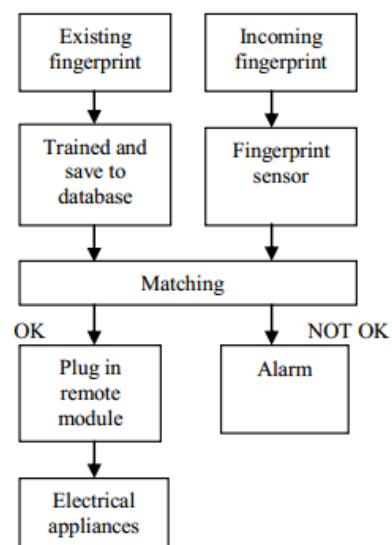 Existing
fingerprint
Incoming
fingerprint
Trained and
save to
database
Fingerprint
sensor
Matching
OK
NOT OK
Plug in
remote
module
Alarm
Electrical
appliances